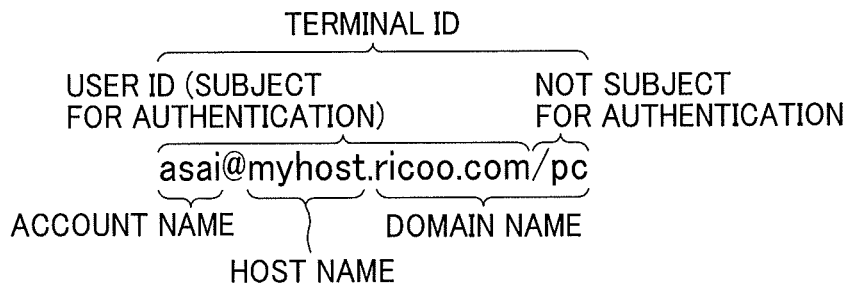 TERMINAL ID
USER ID (SUBJECT
FOR AUTHENTICATION)
NOT SUBJECT
FOR AUTHENTICATION
asai@myhost.ricoo.com/pc
ACCOUNT NAME
DOMAIN NAME
HOST NAME